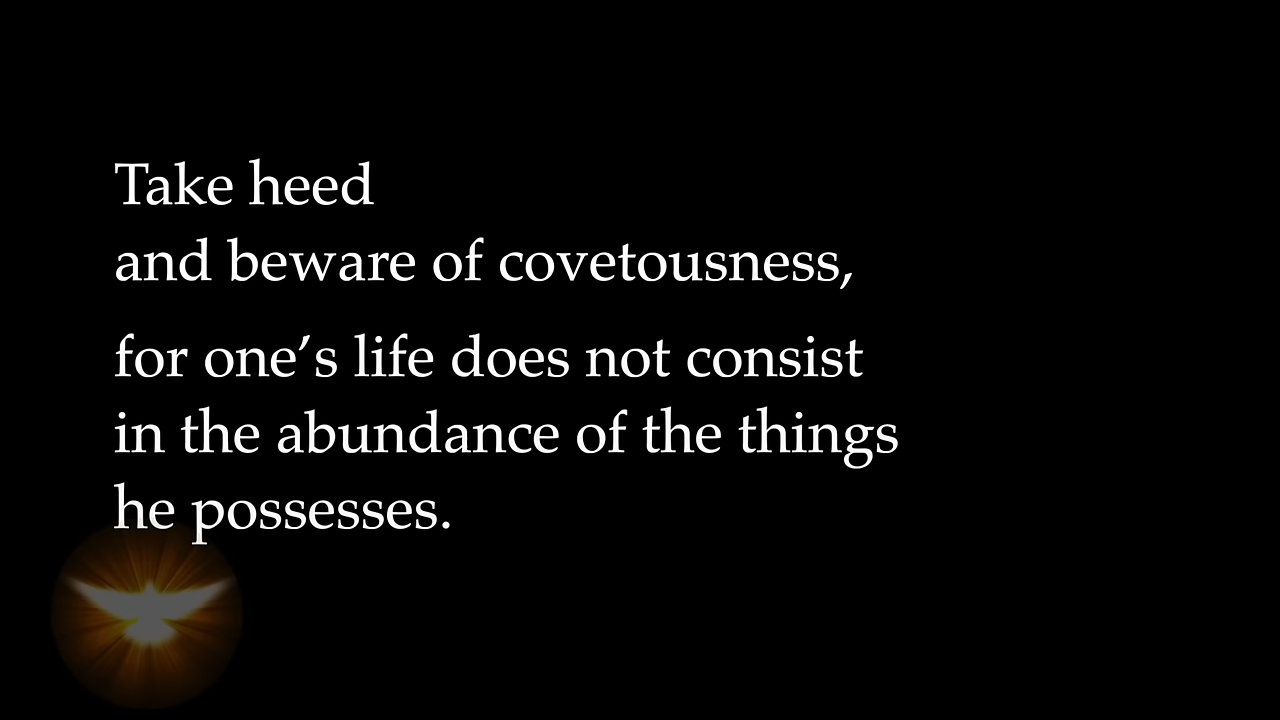 Take heed
and beware of covetousness,
for one’s life does not consist
in the abundance of the things
he possesses.